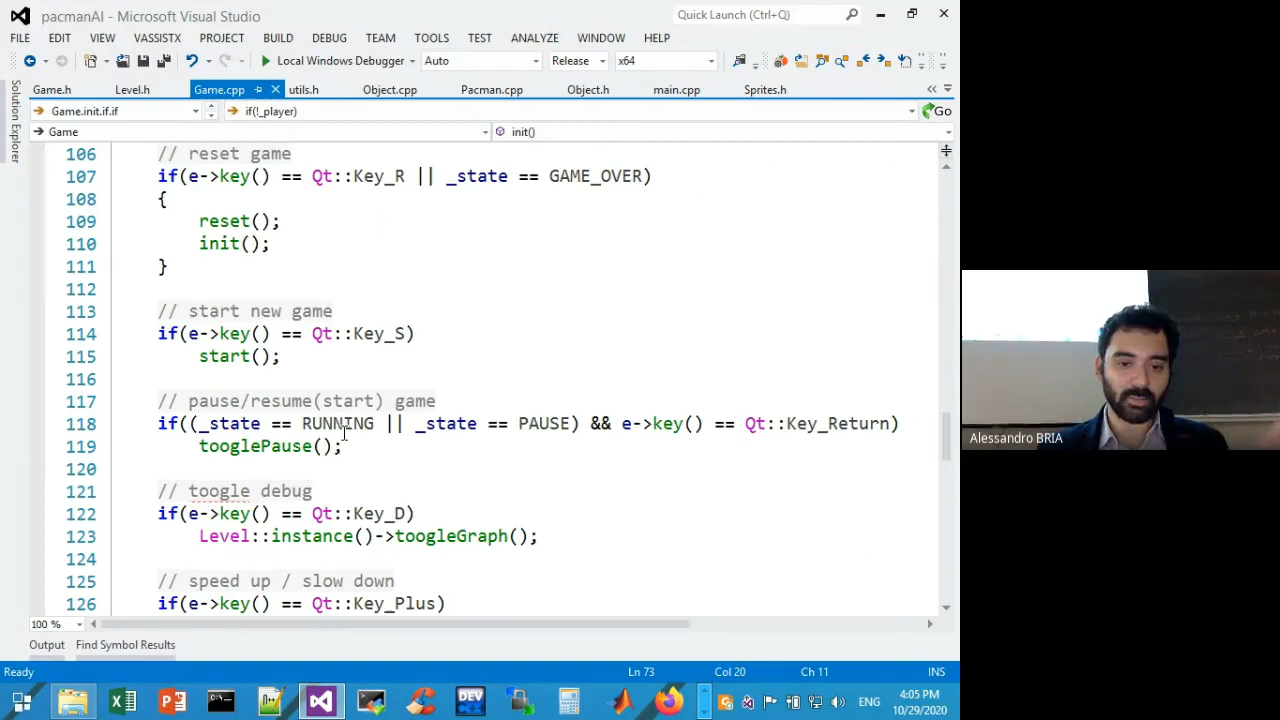 pacmanAI - Microsoft Visual Studio
Quick Launch (Ctrl+Q)
FILE EDIT VIEW VASSISTX PROJECT BUILD DEBUG TEAM TOOLS TEST ANALYZE WINDOW HELP
Local Windows Debugger Auto Release x64
Solution Explorer
Game.h Level.h Game.cpp utils.h Object.cpp Pacman.cpp Object.h main.cpp Sprites.h
Game.init.if.if if(!_player) Go
Game init()
106 // reset game
107 if(e->key() == Qt::Key_R || _state == GAME_OVER)
108 {
109 reset();
110 init();
111 }
112
113 // start new game
114 if(e->key() == Qt::Key_S)
115 start();
116
117 // pause/resume(start) game
118 if((_state == RUNNING || _state == PAUSE) && e->key() == Qt::Key_Return)
119 tooglePause();
120
121 // toogle debug
122 if(e->key() == Qt::Key_D)
123 Level::instance()->toogleGraph();
124
125 // speed up / slow down
126 if(e->key() == Qt::Key_Plus)
100 %
Output Find Symbol Results
Ready Ln 73 Col 20 Ch 11 INS
DEV
ENG
4:05 PM
10/29/2020
Alessandro BRIA